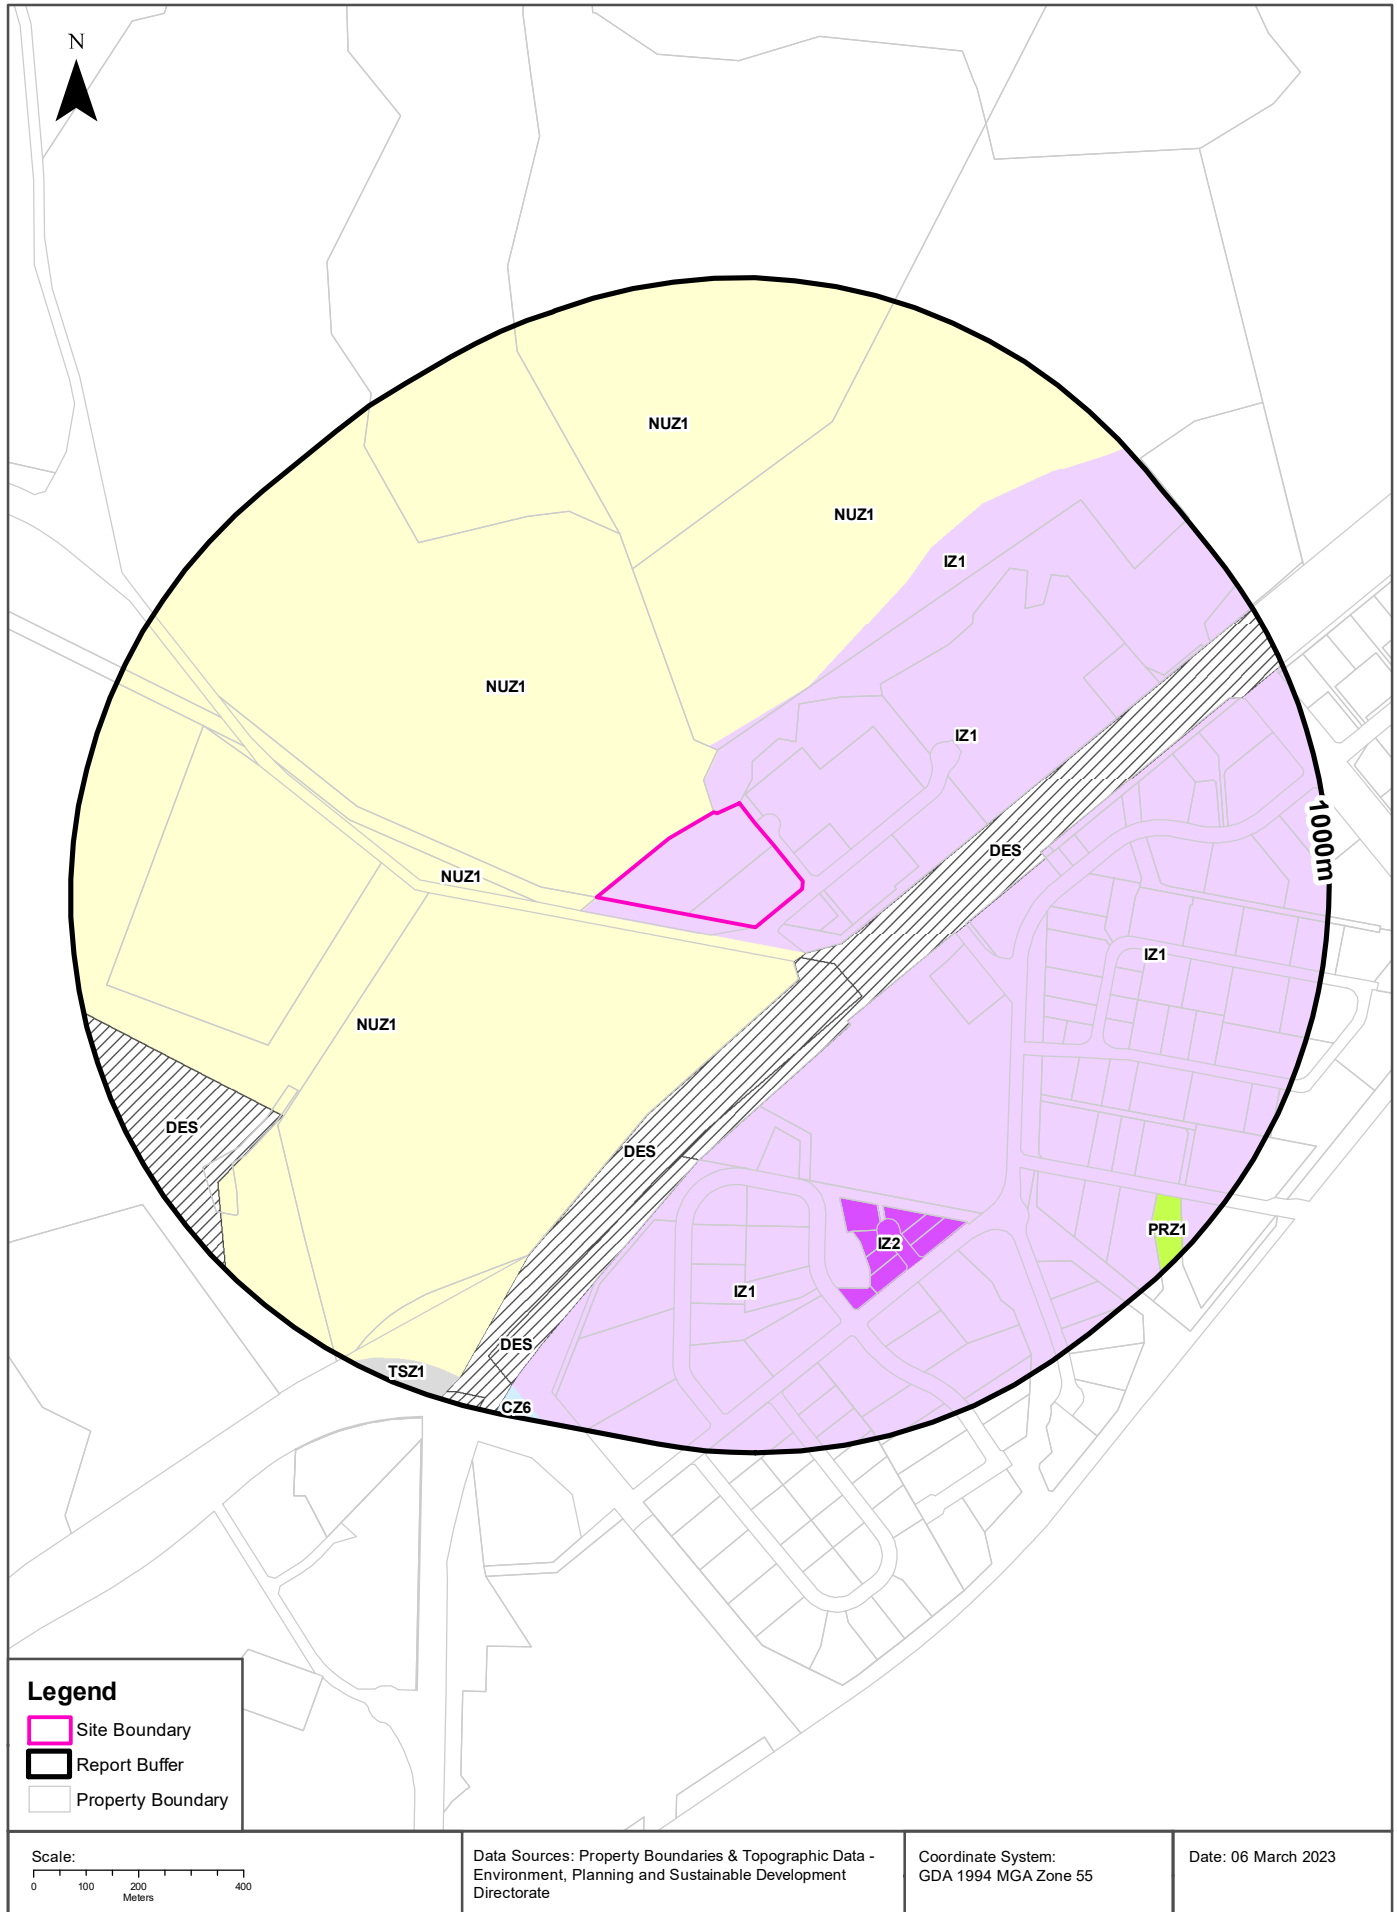 N
NUZ1
NUZ1
IZ1
NUZ1
IZ1
1000m
DES
NUZ1
IZ1
NUZ1
DES
DES
PRZ1
IZ2
IZ1
DES
TSZ1
CZ6
Legend
Site Boundary
Report Buffer
Property Boundary
Scale:
0 100 200 400
Meters
Data Sources: Property Boundaries & Topographic Data -
Environment, Planning and Sustainable Development
Directorate
Coordinate System:
GDA 1994 MGA Zone 55
Date: 06 March 2023